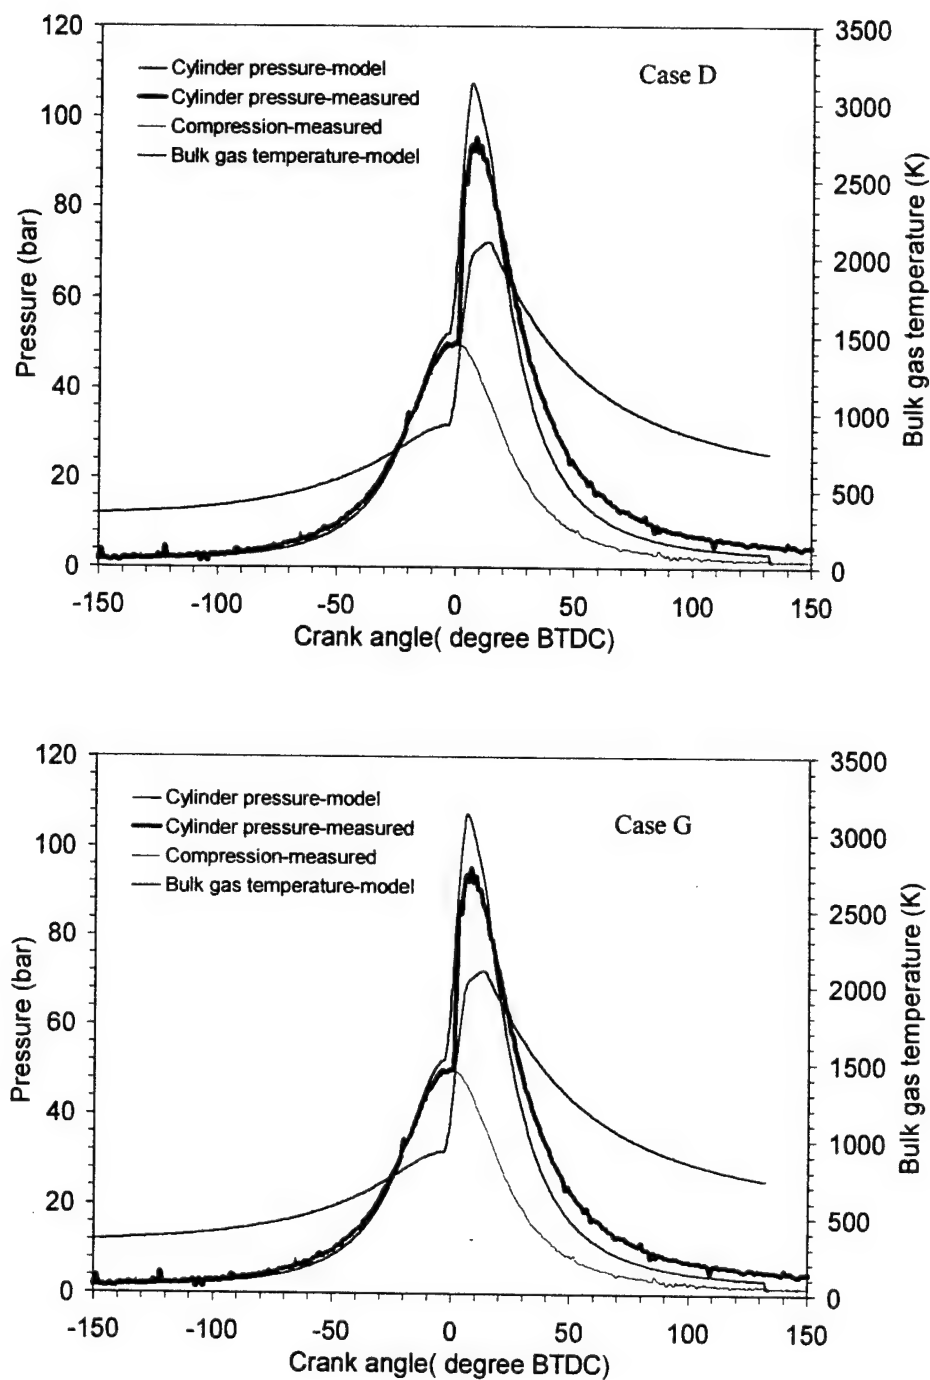 120
3500
Cylinder pressure-model
Case D
Cylinder pressure-measured
100
3000
Compression-measured
Bulk gas temperature-model
2500
80
2000
60
1500
40
1000
20
500
0
0
Pressure (bar)
Bulk gas temperature (K)
-150
-100
-50
0
50
100
150
Crank angle( degree BTDC)
120
3500
Cylinder pressure-model
Cylinder pressure-measured
Case G
100
3000
Compression-measured
Bulk gas temperature-model
2500
80
2000
60
1500
40
1000
20
500
0
0
Pressure (bar)
Bulk gas temperature (K)
-150
-100
-50
0
50
100
150
Crank angle( degree BTDC)